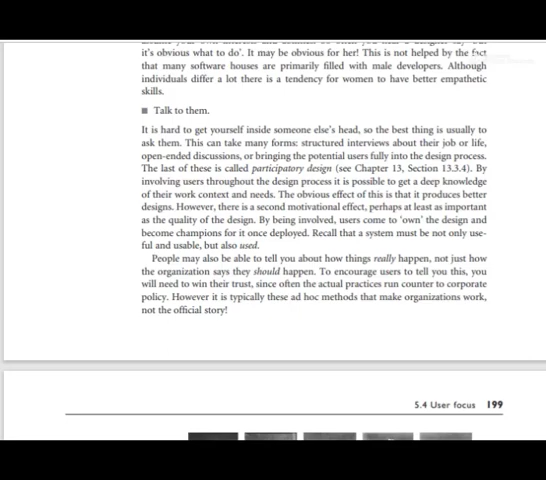 it's obvious what to do'. It may be obvious for her! This is not helped by the fact
that many software houses are primarily filled with male developers. Although
individuals differ a lot there is a tendency for women to have better empathetic
skills.
■ Talk to them.
It is hard to get yourself inside someone else's head, so the best thing is usually to
ask them. This can take many forms: structured interviews about their job or life,
open-ended discussions, or bringing the potential users fully into the design process.
The last of these is called participatory design (see Chapter 13, Section 13.3.4). By
involving users throughout the design process it is possible to get a deep knowledge
of their work context and needs. The obvious effect of this is that it produces better
designs. However, there is a second motivational effect, perhaps at least as important
as the quality of the design. By being involved, users come to 'own' the design and
become champions for it once deployed. Recall that a system must be not only use-
ful and usable, but also used.
People may also be able to tell you about how things really happen, not just how
the organization says they should happen. To encourage users to tell you this, you
will need to win their trust, since often the actual practices run counter to corporate
policy. However it is typically these ad hoc methods that make organizations work,
not the official story!
5.4 User focus 199